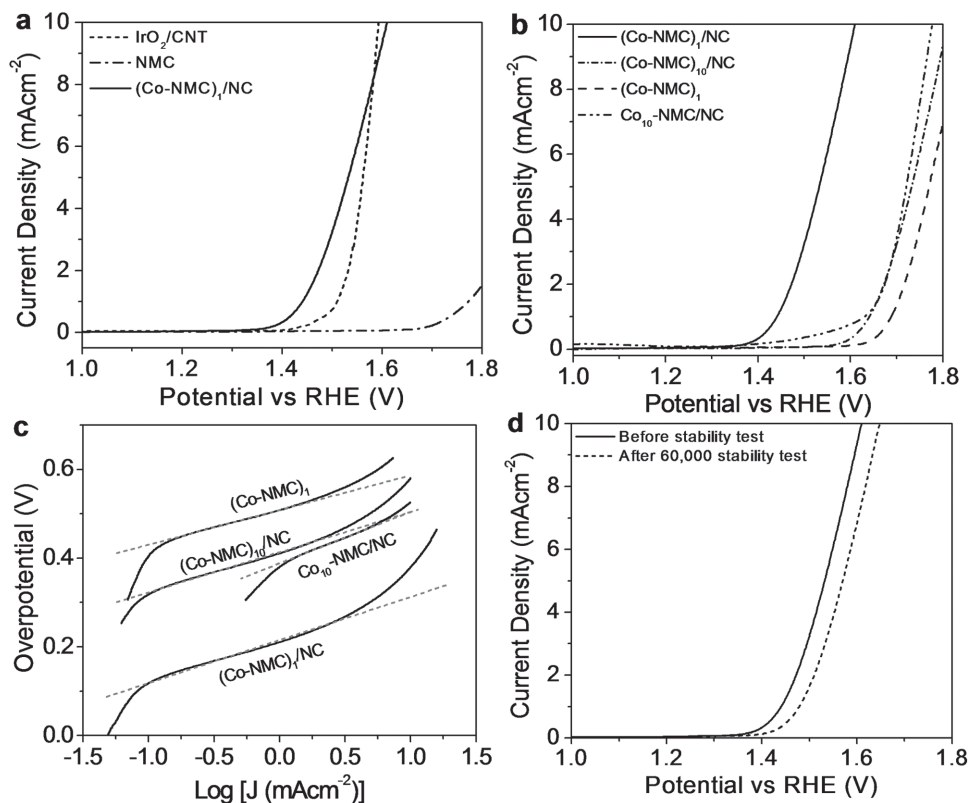 a
IrO₂/CNT
NMC
(Co-NMC)₁/NC
10
8
6
4
2
0
Current Density (mAcm⁻²)
1.0 1.2 1.4 1.6 1.8
Potential vs RHE (V)
b
(Co-NMC)₁/NC
(Co-NMC)₁₀/NC
(Co-NMC)₁
Co₁₀-NMC/NC
10
8
6
4
2
0
Current Density (mAcm⁻²)
1.0 1.2 1.4 1.6 1.8
Potential vs RHE (V)
c
(Co-NMC)₁
(Co-NMC)₁₀/NC
Co₁₀-NMC/NC
(Co-NMC)₁/NC
0.6
0.4
0.2
0.0
Overpotential (V)
-1.5 -1.0 -0.5 0.0 0.5 1.0 1.5
Log [J (mAcm⁻²)]
d
Before stability test
After 60,000 stability test
10
8
6
4
2
0
Current Density (mAcm⁻²)
1.0 1.2 1.4 1.6 1.8
Potential vs RHE (V)